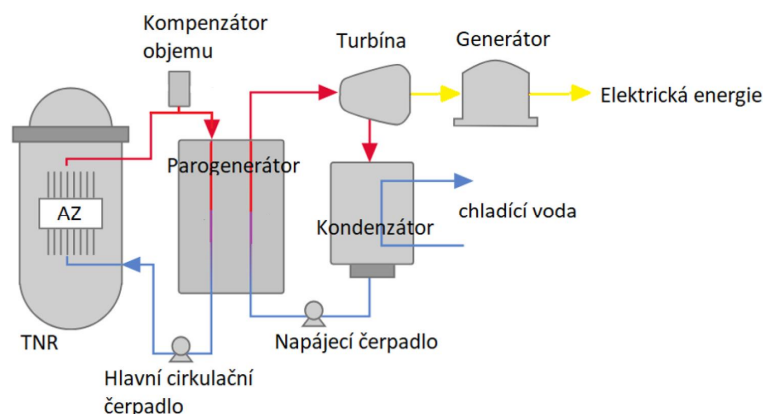 Kompenzátor
objemu
Turbína
Generátor
Elektrická energie
Parogenerátor
AZ
Kondenzátor
chladící voda
TNR
Napájecí čerpadlo
Hlavní cirkulační
čerpadlo